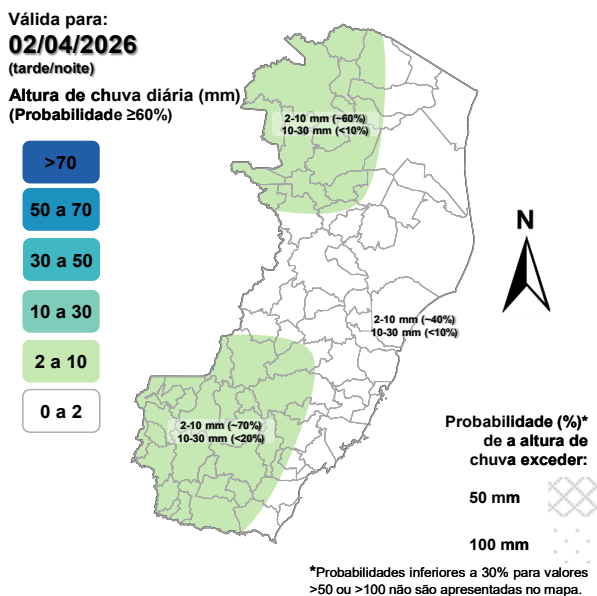 Válida para:
02/04/2026
(tarde/noite)
Altura de chuva diária (mm)
(Probabilidade ≥60%)
>70
50 a 70
30 a 50
10 a 30
2 a 10
0 a 2
2-10 mm (~60%)
10-30 mm (<10%)
N
2-10 mm (~40%)
10-30 mm (<10%)
2-10 mm (~70%)
10-30 mm (<20%)
Probabilidade (%)*
de a altura de
chuva exceder:
50 mm
100 mm
*Probabilidades inferiores a 30% para valores
>50 ou >100 não são apresentadas no mapa.